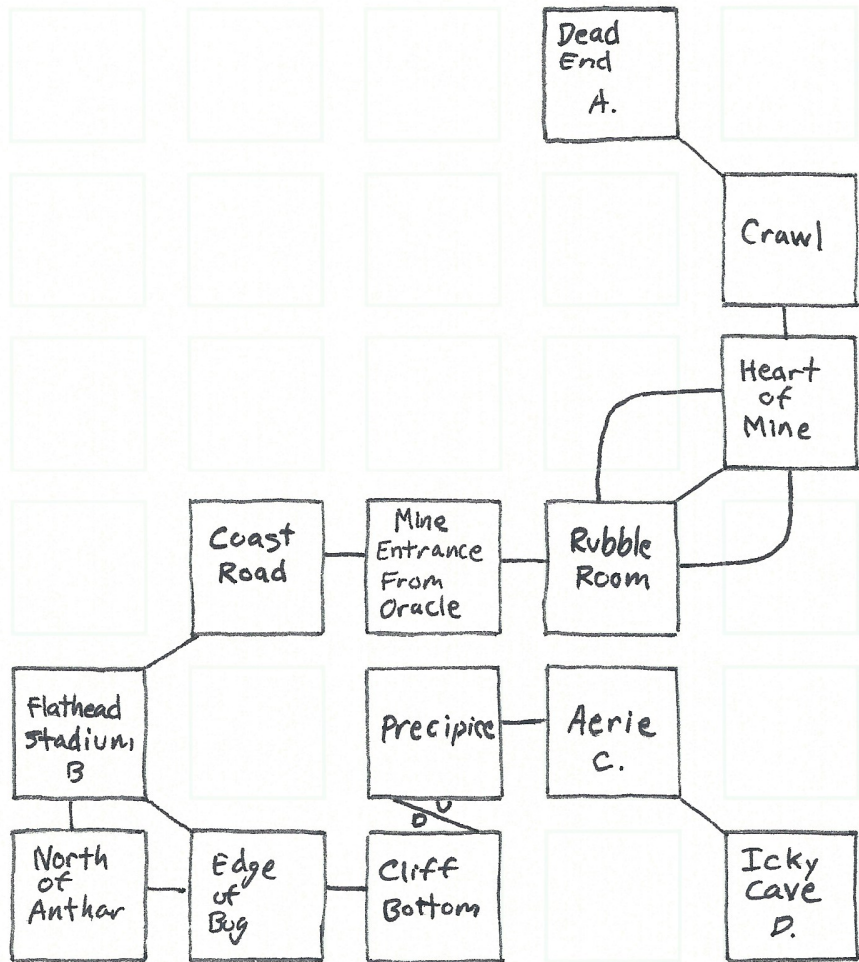 Dead
End
A.
Crawl
Heart
of
Mine
Coast
Road
Mine
Entrance
From
Oracle
Rubble
Room
Flathead
Stadium,
B
Precipice
Aerie
C.
U
D
North
of
Anthar
Edge
of
Bog
Cliff
Bottom
Icky
Cave
D.